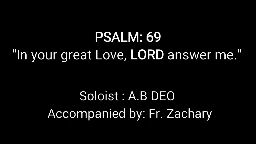 PSALM: 69
"In your great Love, LORD answer me."
Soloist : A.B DEO
Accompanied by: Fr. Zachary